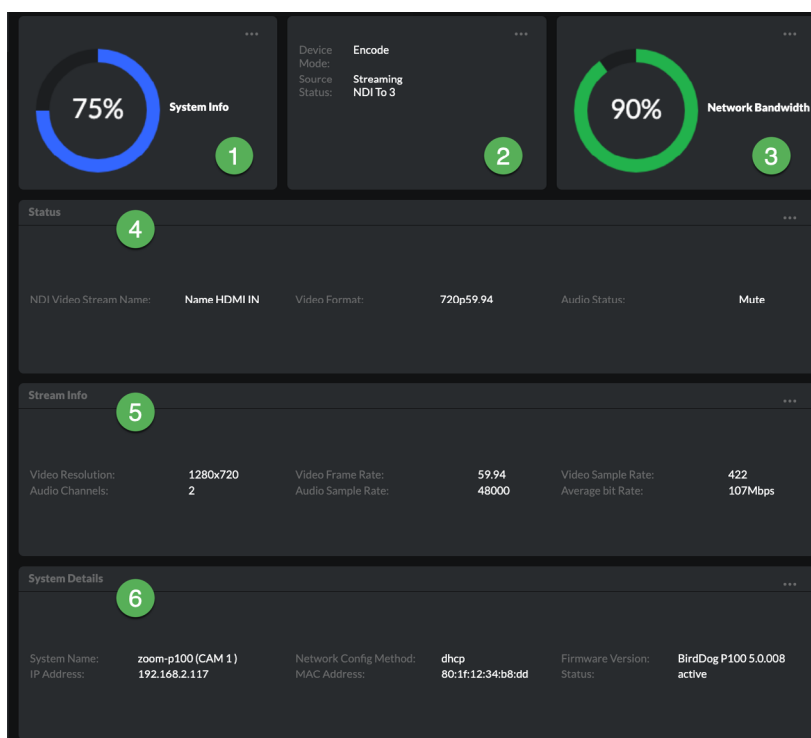 75%
System Info
1
Device Mode: Encode
Source Status: Streaming NDI To 3
2
90%
Network Bandwidth
3
Status
4
NDI Video Stream Name: Name HDMI IN Video Format: 720p59.94 Audio Status: Mute
Stream Info
5
Video Resolution: 1280x720 Video Frame Rate: 59.94 Video Sample Rate: 422
Audio Channels: 2 Audio Sample Rate: 48000 Average bit Rate: 107Mbps
System Details
6
System Name: zoom-p100 (CAM 1 ) Network Config Method: dhcp Firmware Version: BirdDog P100 5.0.008
IP Address: 192.168.2.117 MAC Address: 80:1f:12:34:b8:dd Status: active